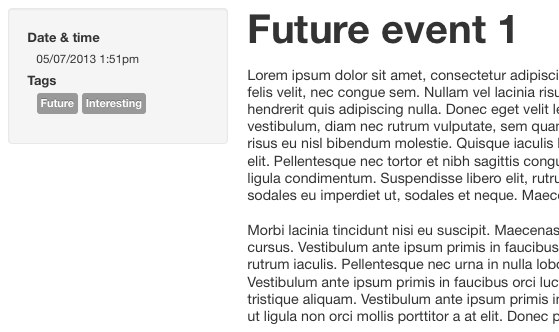 Date & time
05/07/2013 1:51pm
Tags
Future Interesting
Future event 1
Lorem ipsum dolor sit amet, consectetur adipisci
felis velit, nec congue sem. Nullam vel lacinia risu
hendrerit quis adipiscing nulla. Donec eget velit le
vestibulum, diam nec rutrum vulputate, sem quar
risus eu nisl bibendum molestie. Quisque iaculis l
elit. Pellentesque nec tortor et nibh sagittis congu
ligula condimentum. Suspendisse libero elit, rutru
sodales eu imperdiet ut, sodales et neque. Maece
Morbi lacinia tincidunt nisi eu suscipit. Maecenas
cursus. Vestibulum ante ipsum primis in faucibus
rutrum iaculis. Pellentesque nec urna in nulla lobo
Vestibulum ante ipsum primis in faucibus orci luc
tristique aliquam. Vestibulum ante ipsum primis in
ut ligula non orci mollis porttitor a at elit. Donec p